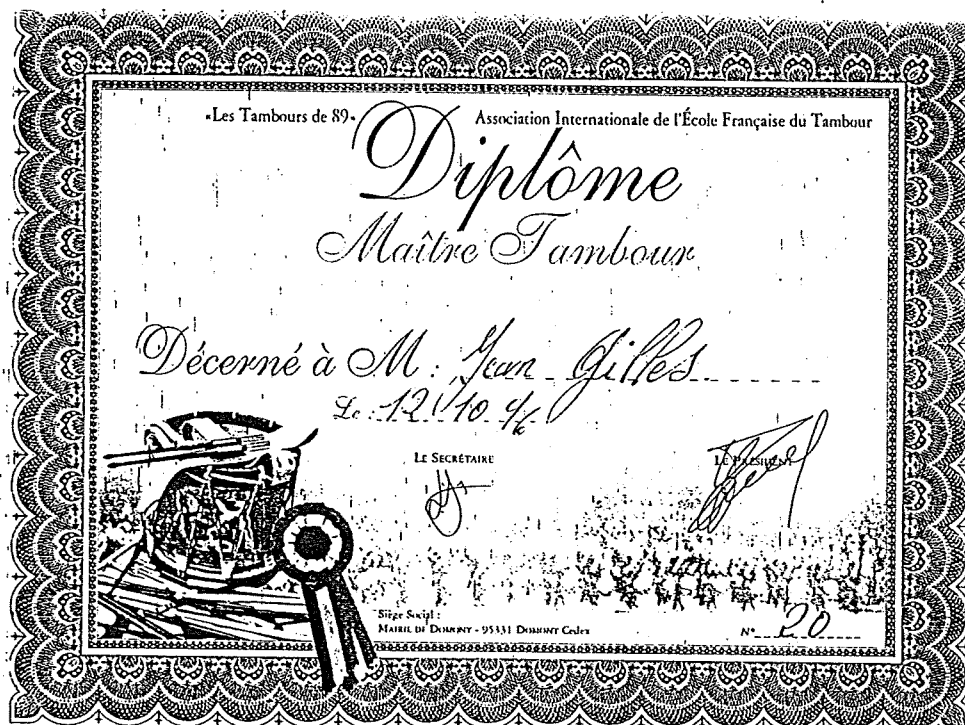 «Les Tambours de 89» Association Internationale de l'École Française du Tambour
Diplôme
Maître Tambour
Décerné à M : Jean Gilles
Le : 12 10
LE SECRÉTAIRE LE PRÉSIDENT
Siège Social :
MAIRIE DE DOMONT - 95331 DOMONT Cedex
N° 20